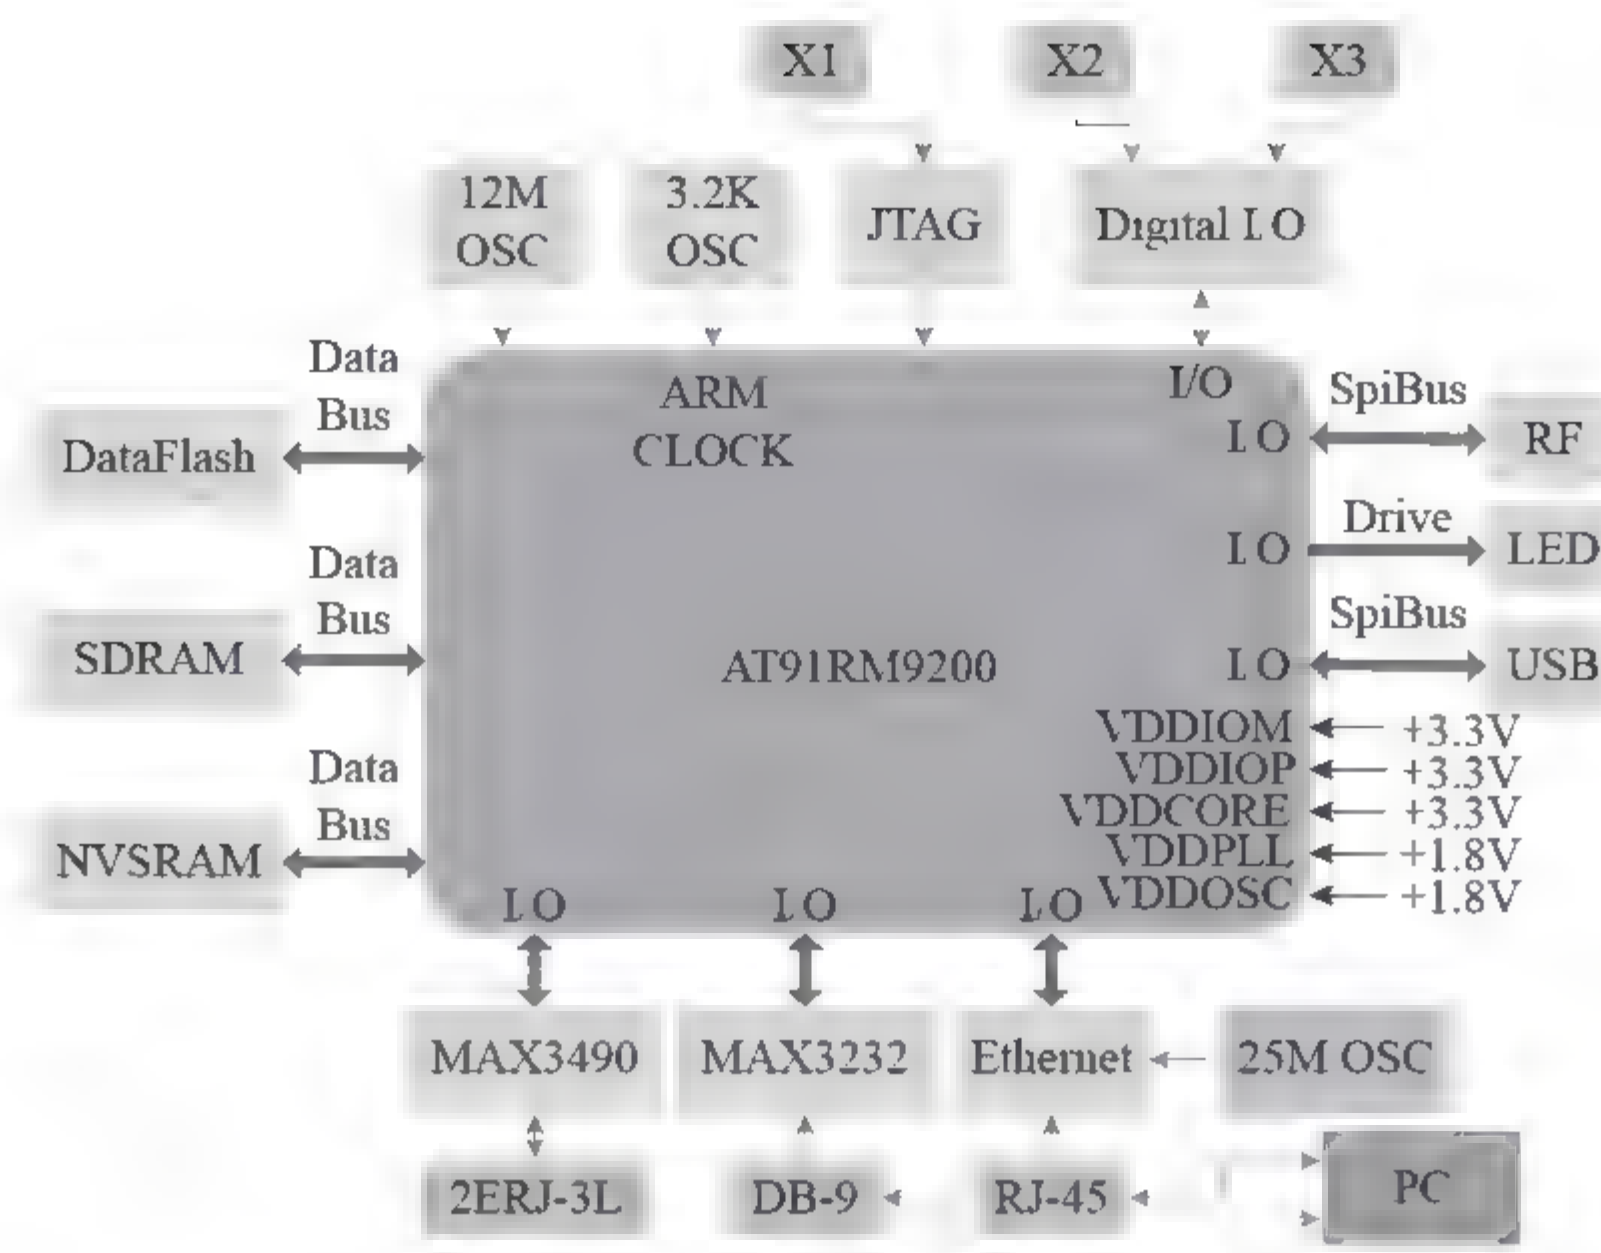 X1 X2 X3
12M OSC
3.2K OSC
JTAG
Digital I/O
Data Bus
DataFlash
ARM CLOCK
I/O
I/O
SpiBus
RF
I/O
Drive
LED
Data Bus
SDRAM
AT91RM9200
I/O
SpiBus
USB
VDDIOM +3.3V
VDDIOP +3.3V
VDDCORE +3.3V
VDDPLL +1.8V
VDDOSC +1.8V
Data Bus
NVSRAM
I/O I/O I/O
MAX3490 MAX3232 Ethernet 25M OSC
2ERJ-3L DB-9 RJ-45 PC